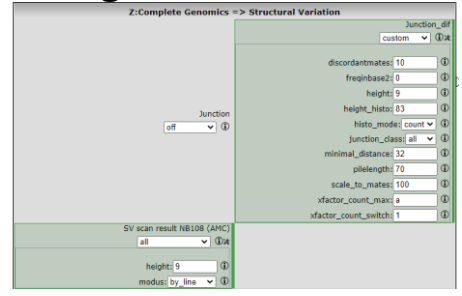 Z:Complete Genomics => Structural Variation
Junction_dif
custom
discordantmates: 10
freqinbase2: 0
height: 9
height_histo: 83
Junction
off
histo_mode: count
junction_class: all
minimal_distance: 32
pilelength: 70
scale_to_mates: 100
xfactor_count_max: a
xfactor_count_switch: 1
SV scan result NB108 (AMC)
all
height: 9
modus: by_line